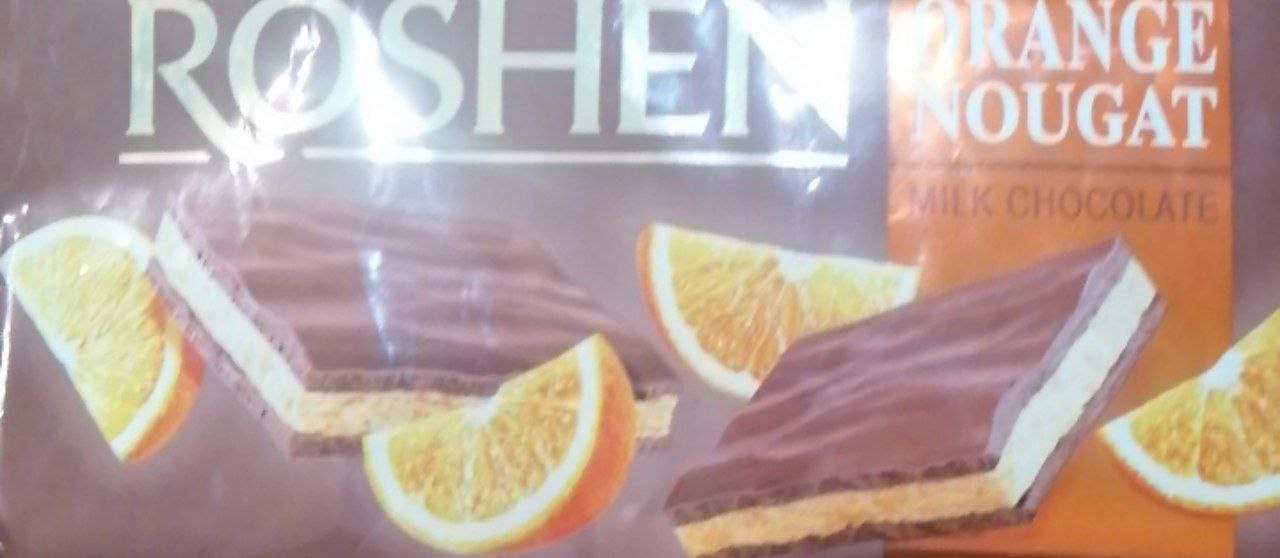 ROSHEN
ORANGE
NOUGAT
MILK CHOCOLATE